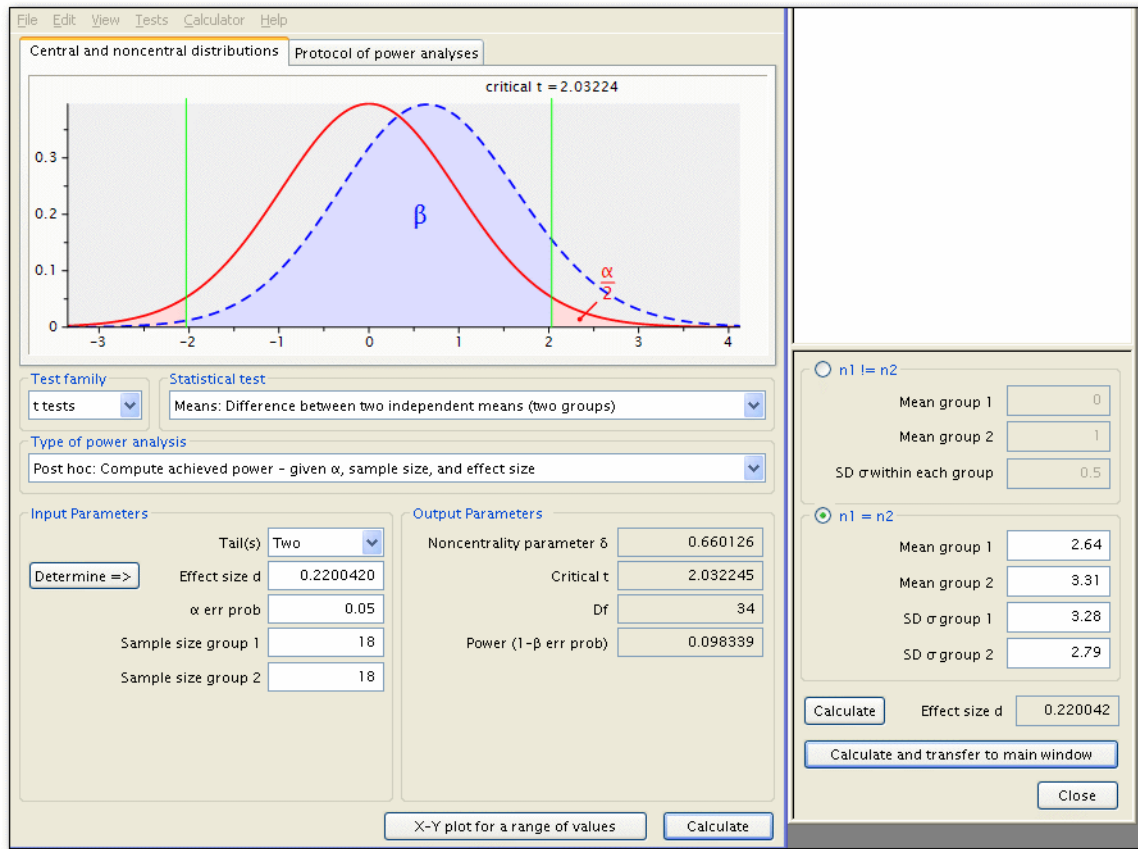 File Edit View Tests Calculator Help
Central and noncentral distributions Protocol of power analyses
critical t = 2.03224
0.3
0.2
0.1
0
β
α
2
-3 -2 -1 0 1 2 3 4
Test family
t tests
Statistical test
Means: Difference between two independent means (two groups)
Type of power analysis
Post hoc: Compute achieved power – given α, sample size, and effect size
Input Parameters
Tail(s) Two
Determine => Effect size d 0.2200420
α err prob 0.05
Sample size group 1 18
Sample size group 2 18
Output Parameters
Noncentrality parameter δ 0.660126
Critical t 2.032245
Df 34
Power (1-β err prob) 0.098339
X-Y plot for a range of values Calculate
n1 != n2
Mean group 1 0
Mean group 2 1
SD σ within each group 0.5
n1 = n2
Mean group 1 2.64
Mean group 2 3.31
SD σ group 1 3.28
SD σ group 2 2.79
Calculate Effect size d 0.220042
Calculate and transfer to main window
Close